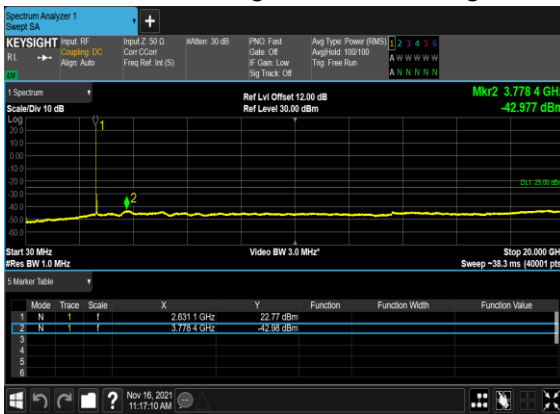 Spectrum Analyzer 1
Swept SA
KEYSIGHT Input: RF Input Z: 50 Ω #Atten: 30 dB PNO: Fast Avg Type: Power (RMS) 1 2 3 4 5 6
RL Coupling: DC Corr CCorr Gate: Off Avg|Hold: 100/100 A W W W W W
Align: Auto Freq Ref: Int (S) IF Gain: Low Trig: Free Run
LW Sig Track: Off A N N N N N
1 Spectrum Ref Lvl Offset 12.00 dB Mkr2 3.778 4 GHz
Scale/Div 10 dB Ref Level 30.00 dBm -42.977 dBm
Log
20.0 1
10.0
0.00
-10.0
-20.0 DL1 -25.00 dBm
-30.0
-40.0 2
-50.0
-60.0
Start 30 MHz Video BW 3.0 MHz* Stop 20.000 GHz
#Res BW 1.0 MHz Sweep ~38.3 ms (40001 pts)
5 Marker Table
Mode Trace Scale X Y Function Function Width Function Value
1 N 1 f 2.631 1 GHz 22.77 dBm
2 N 1 f 3.778 4 GHz -42.98 dBm
3
4
5
6
? Nov 16, 2021
11:17:10 AM